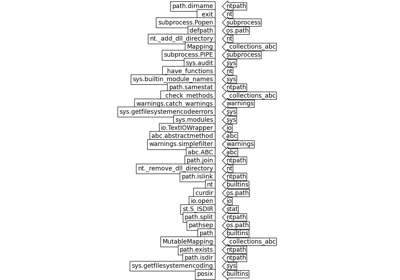 path.dirname ntpath
_exit nt
subprocess.Popen subprocess
defpath os.path
nt._add_dll_directory nt
Mapping _collections_abc
subprocess.PIPE subprocess
sys.audit sys
_have_functions nt
sys.builtin_module_names sys
path.samestat ntpath
_check_methods _collections_abc
warnings.catch_warnings warnings
sys.getfilesystemencodeerrors sys
sys.modules sys
io.TextIOWrapper io
abc.abstractmethod abc
warnings.simplefilter warnings
abc.ABC abc
path.join ntpath
nt._remove_dll_directory nt
path.islink ntpath
nt builtins
curdir os.path
io.open io
st.S_ISDIR stat
path.split ntpath
pathsep os.path
path builtins
MutableMapping _collections_abc
path.exists ntpath
path.isdir ntpath
sys.getfilesystemencoding sys
posix builtins